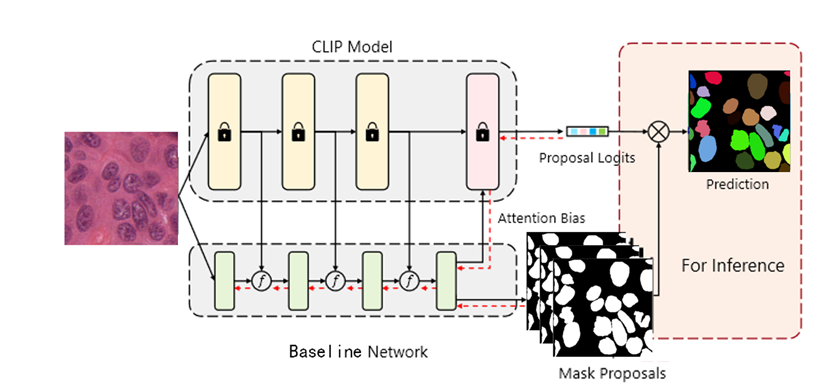 CLIP Model
Proposal Logits
Prediction
Attention Bias
f
f
f
For Inference
Baseline Network
Mask Proposals